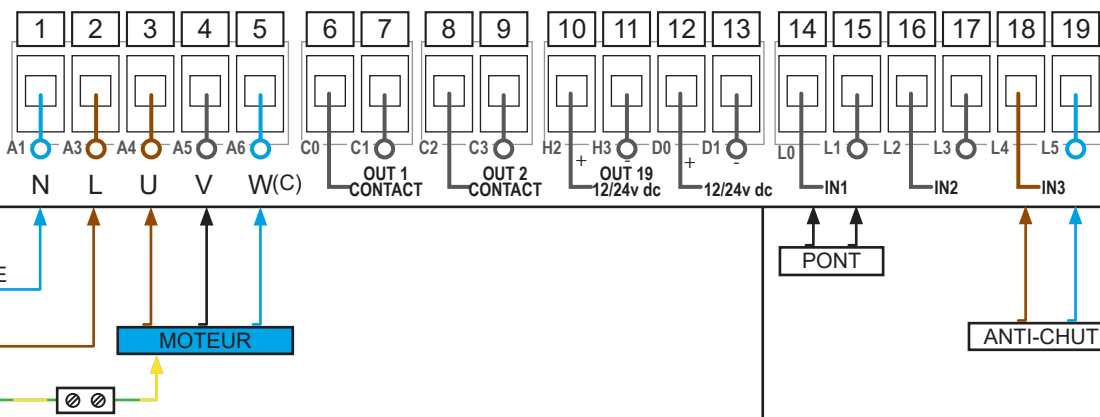 1 2 3 4 5 6 7 8 9 10 11 12 13 14 15 16 17 18 19
A1 A3 A4 A5 A6 C0 C1 C2 C3 H2 H3 D0 D1 L0 L1 L2 L3 L4 L5
+ - + -
N L U V W(C)
OUT 1
CONTACT
OUT 2
CONTACT
OUT 19
12/24v dc
12/24v dc
IN1
IN2
IN3
E
PONT
MOTEUR
ANTI-CHUT